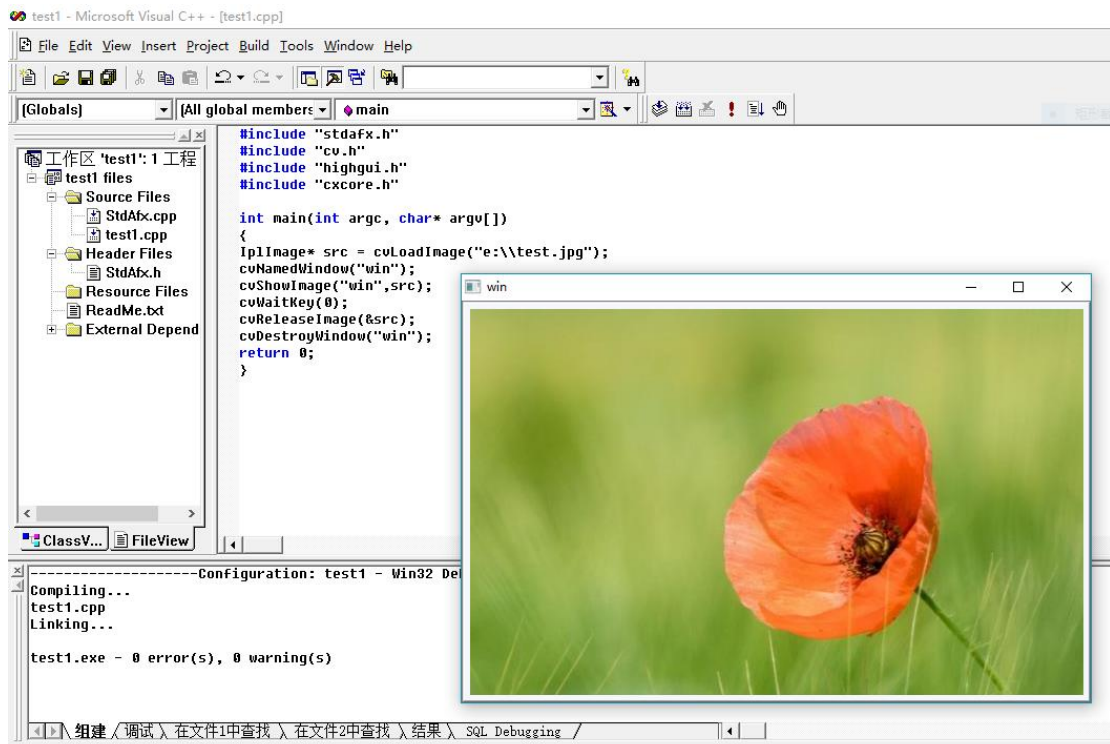 test1 - Microsoft Visual C++ - [test1.cpp]
File Edit View Insert Project Build Tools Window Help
(Globals) (All global members main
工作区 'test1': 1 工程
test1 files
Source Files
StdAfx.cpp
test1.cpp
Header Files
StdAfx.h
Resource Files
ReadMe.txt
External Depend
ClassV... FileView
#include "stdafx.h"
#include "cv.h"
#include "highgui.h"
#include "cxcore.h"
int main(int argc, char* argv[])
{
IplImage* src = cvLoadImage("e:\\test.jpg");
cvNamedWindow("win");
cvShowImage("win",src);
cvWaitKey(0);
cvReleaseImage(&src);
cvDestroyWindow("win");
return 0;
}
win
--------------------Configuration: test1 - Win32 De
Compiling...
test1.cpp
Linking...
test1.exe - 0 error(s), 0 warning(s)
组建 调试 在文件1中查找 在文件2中查找 结果 SQL Debugging